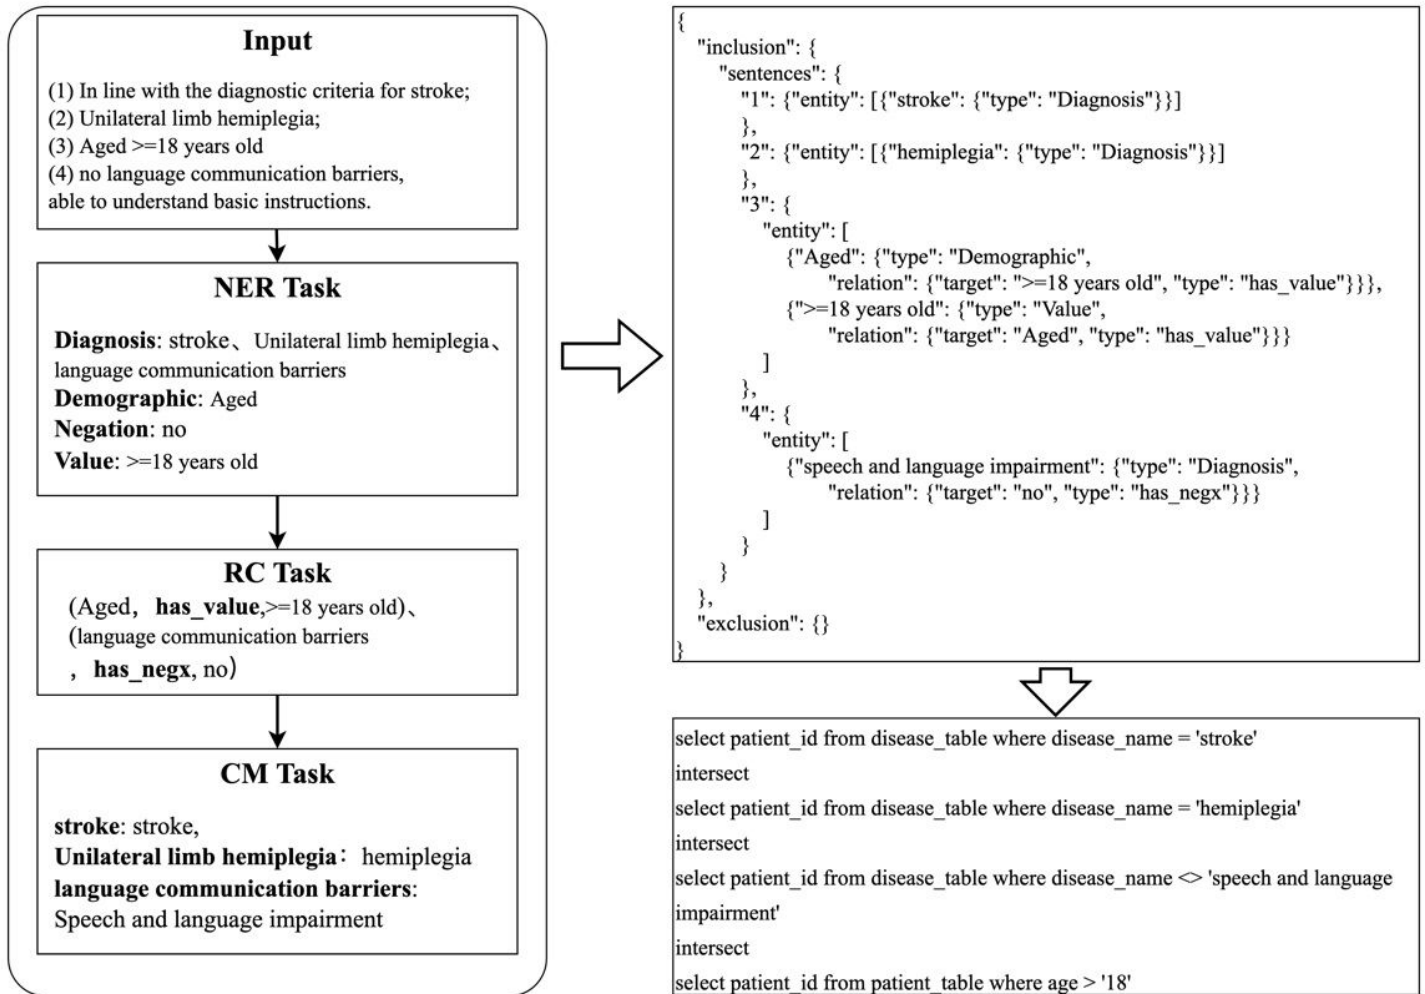 Input
(1) In line with the diagnostic criteria for stroke;
(2) Unilateral limb hemiplegia;
(3) Aged >=18 years old
(4) no language communication barriers,
able to understand basic instructions.
NER Task
Diagnosis: stroke、Unilateral limb hemiplegia、
language communication barriers
Demographic: Aged
Negation: no
Value: >=18 years old
RC Task
(Aged，has_value,>=18 years old)、
(language communication barriers
，has_negx, no)
CM Task
stroke: stroke,
Unilateral limb hemiplegia：hemiplegia
language communication barriers:
Speech and language impairment
{
"inclusion": {
"sentences": {
"1": {"entity": [{"stroke": {"type": "Diagnosis"}}]
},
"2": {"entity": [{"hemiplegia": {"type": "Diagnosis"}}]
},
"3": {
"entity": [
{"Aged": {"type": "Demographic",
"relation": {"target": ">=18 years old", "type": "has_value"}}},
{">=18 years old": {"type": "Value",
"relation": {"target": "Aged", "type": "has_value"}}}
]
},
"4": {
"entity": [
{"speech and language impairment": {"type": "Diagnosis",
"relation": {"target": "no", "type": "has_negx"}}}
]
}
}
},
"exclusion": {}
}
select patient_id from disease_table where disease_name = 'stroke'
intersect
select patient_id from disease_table where disease_name = 'hemiplegia'
intersect
select patient_id from disease_table where disease_name <> 'speech and language
impairment'
intersect
select patient_id from patient_table where age > '18'